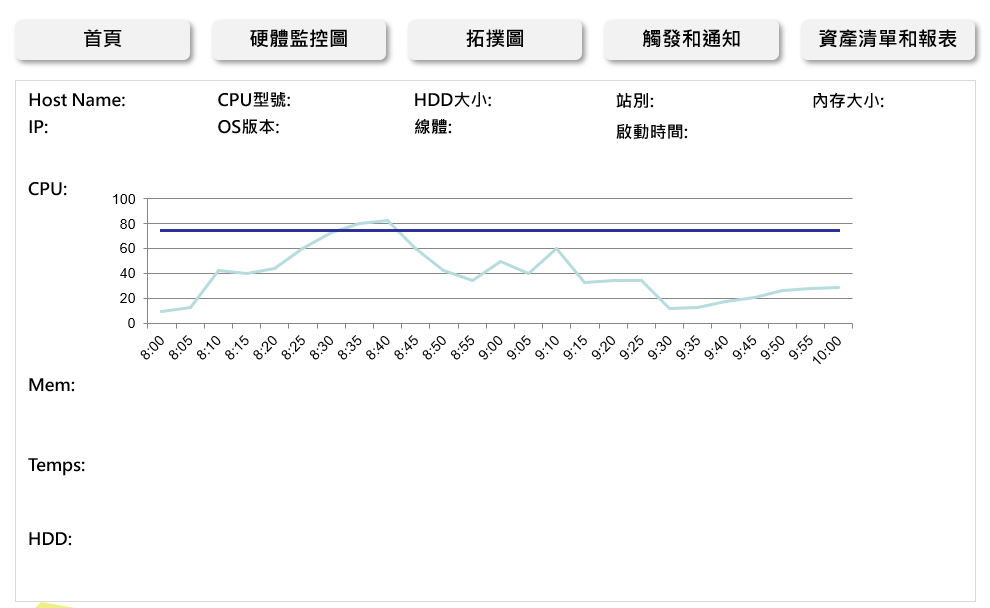 首頁 硬體監控圖 拓撲圖 觸發和通知 資產清單和報表
Host Name: CPU型號: HDD大小: 站別: 內存大小:
IP: OS版本: 線體: 啟動時間:
CPU:
100
80
60
40
20
0
8:00 8:05 8:10 8:15 8:20 8:25 8:30 8:35 8:40 8:45 8:50 8:55 9:00 9:05 9:10 9:15 9:20 9:25 9:30 9:35 9:40 9:45 9:50 9:55 10:00
Mem:
Temps:
HDD: